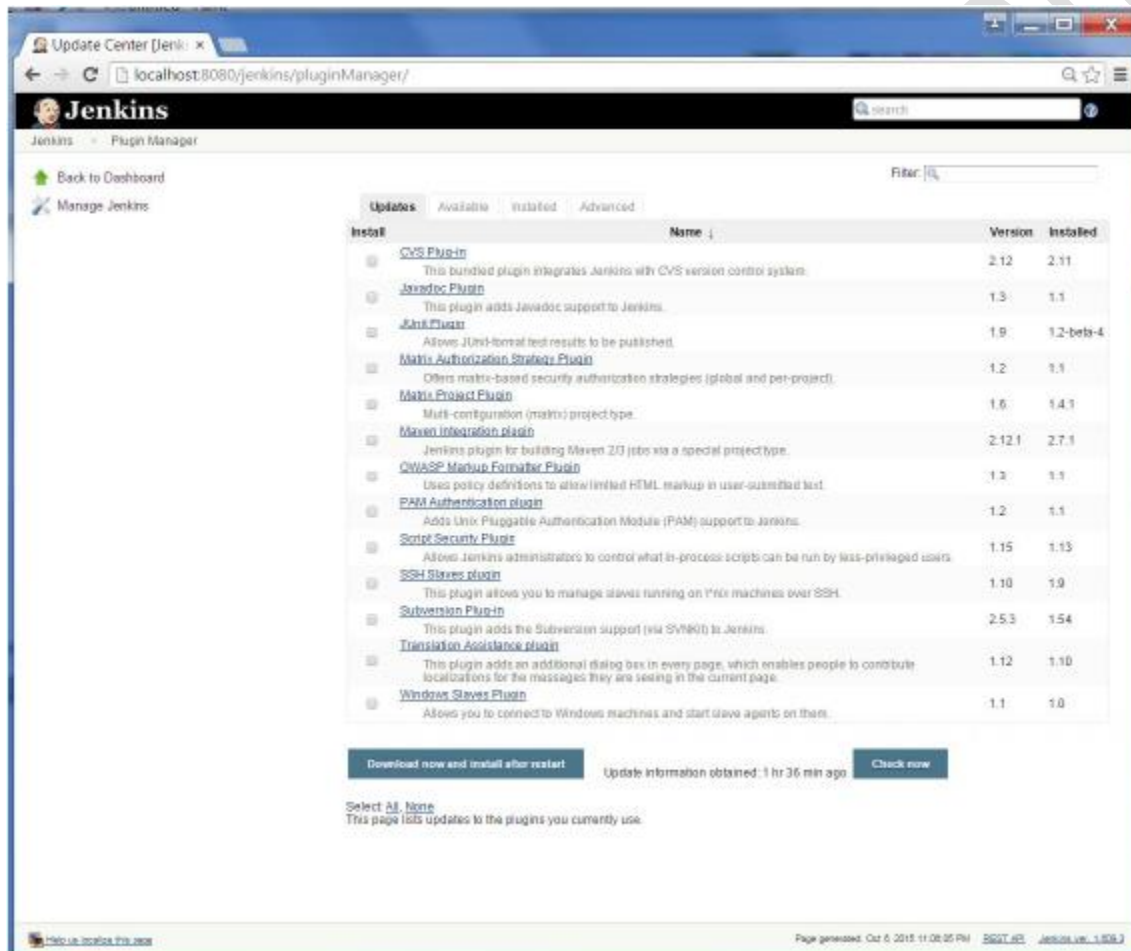 Update Center [Jenk
localhost:8080/jenkins/pluginManager/
Jenkins
search
Jenkins
Plugin Manager
Back to Dashboard
Manage Jenkins
Filter:
Updates Available Installed Advanced
Install Name ↓ Version Installed
CVS Plug-in
This bundled plugin integrates Jenkins with CVS version control system.
2.12 2.11
Javadoc Plugin
This plugin adds Javadoc support to Jenkins.
1.3 1.1
JUnit Plugin
Allows JUnit-format test results to be published.
1.9 1.2-beta-4
Matrix Authorization Strategy Plugin
Offers matrix-based security authorization strategies (global and per-project).
1.2 1.1
Matrix Project Plugin
Multi-configuration (matrix) project type.
1.6 1.4.1
Maven Integration plugin
Jenkins plugin for building Maven 2/3 jobs via a special project type.
2.12.1 2.7.1
OWASP Markup Formatter Plugin
Uses policy definitions to allow limited HTML markup in user-submitted text.
1.3 1.1
PAM Authentication plugin
Adds Unix Pluggable Authentication Module (PAM) support to Jenkins.
1.2 1.1
Script Security Plugin
Allows Jenkins administrators to control what in-process scripts can be run by less-privileged users.
1.15 1.13
SSH Slaves plugin
This plugin allows you to manage slaves running on *nix machines over SSH.
1.10 1.9
Subversion Plug-in
This plugin adds the Subversion support (via SVNKit) to Jenkins.
2.5.3 1.54
Translation Assistance plugin
This plugin adds an additional dialog box in every page, which enables people to contribute
localizations for the messages they are seeing in the current page.
1.12 1.10
Windows Slaves Plugin
Allows you to connect to Windows machines and start slave agents on them.
1.1 1.0
Download now and install after restart
Update information obtained: 1 hr 36 min ago
Check now
Select: All, None
This page lists updates to the plugins you currently use.
Help us localize this page
Page generated: Oct 6, 2015 11:08:05 PM REST API Jenkins ver. 1.609.3